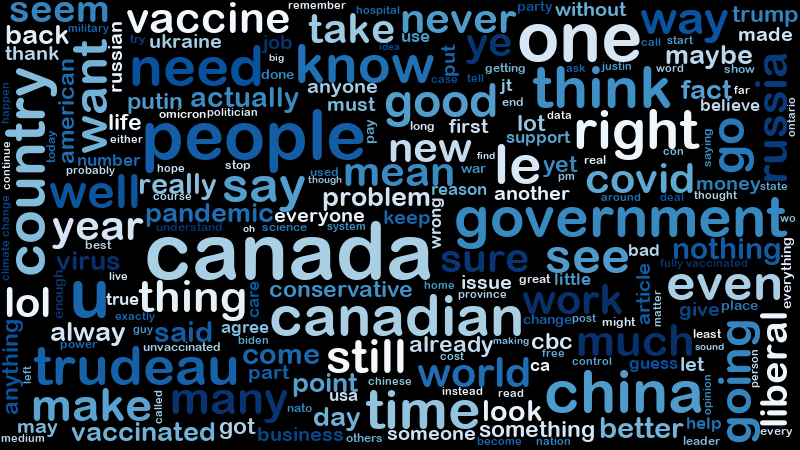 seem
military
back
thank
russian
vaccine
remember
hospital
try
ukraine
job
take
idea
use
never
party
without
trump
way
made
call
start
maybe
one
ye
put
big
done
need
know
case
tell
getting
ask
justin
word
show
want
american
today
happen
country
continue
putin
actually
anyone
must
good
jt
end
think
fact
far
believe
russia
ontario
life
either
omicron
politician
people
pay
long
first
lot
data
support
right
con
saying
go
number
probably
hope
stop
new
find
war
le
yet
real
pm
covid
money
state
well
really
course
say
used
though
mean
reason
another
around
deal
thought
problem
wrong
year
pandemic
everyone
keep
government
wo
understand
oh
science
system
best
climate change
virus
canada
sure
see
bad
nothing
fully vaccinated
everything
lol
enough
live
u
true
thing
care
conservative
home
issue
great
little
province
work
article
matter
even
exactly
give
place
alway
guy
said
agree
canadian
change
post
might
much
least
sound
power
unvaccinated
biden
come
still
already
making
cbc
cost
free
ca
control
guess
let
liberal
anything
left
trudeau
part
point
chinese
world
instead
read
china
opinion
going
person
make
called
many
nato
usa
day
time
look
may
medium
vaccinated
got
business
others
someone
something
become
nation
better
help
leader
every